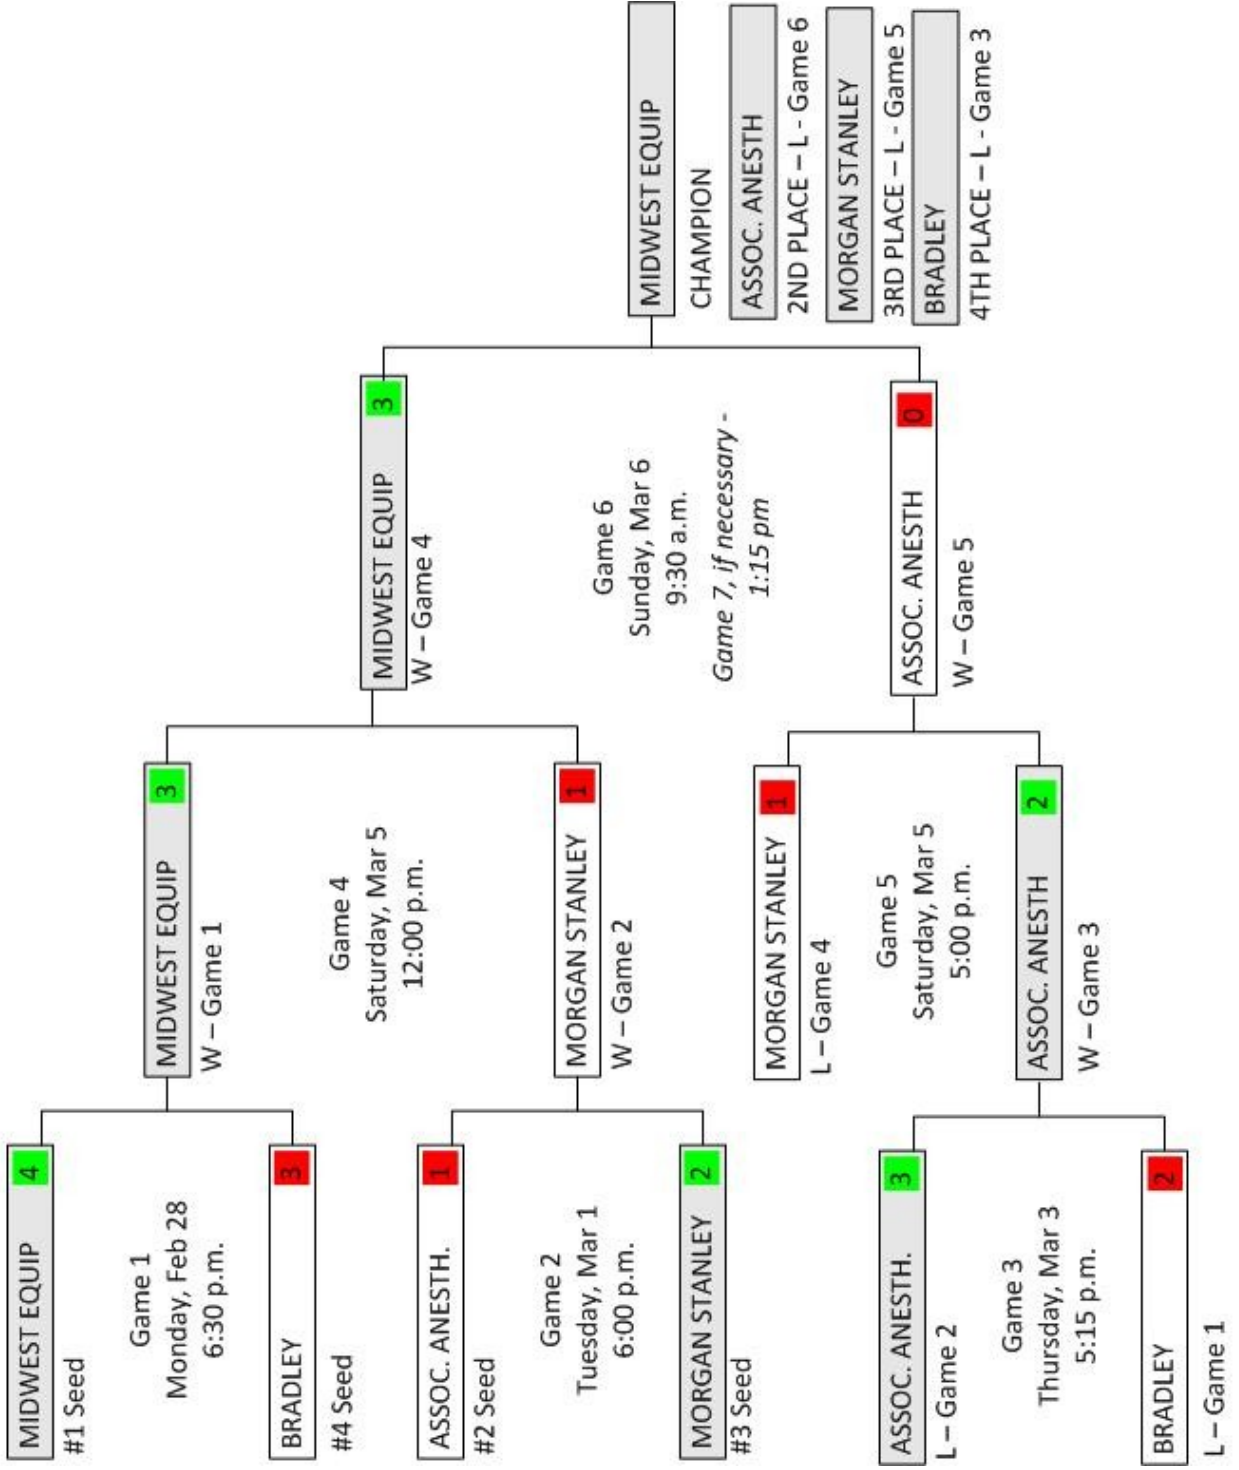 MIDWEST EQUIP
4
#1 Seed
Game 1
Monday, Feb 28
6:30 p.m.
BRADLEY
3
#4 Seed
ASSOC. ANESTH.
1
#2 Seed
Game 2
Tuesday, Mar 1
6:00 p.m.
MORGAN STANLEY
2
#3 Seed
ASSOC. ANESTH.
3
L – Game 2
Game 3
Thursday, Mar 3
5:15 p.m.
BRADLEY
2
L – Game 1
MIDWEST EQUIP
3
W – Game 1
Game 4
Saturday, Mar 5
12:00 p.m.
MORGAN STANLEY
1
W – Game 2
MORGAN STANLEY
1
L – Game 4
Game 5
Saturday, Mar 5
5:00 p.m.
ASSOC. ANESTH
2
W – Game 3
MIDWEST EQUIP
3
W – Game 4
Game 6
Sunday, Mar 6
9:30 a.m.
Game 7, if necessary -
1:15 pm
ASSOC. ANESTH
0
W – Game 5
MIDWEST EQUIP
CHAMPION
ASSOC. ANESTH
2ND PLACE – L - Game 6
MORGAN STANLEY
3RD PLACE – L - Game 5
BRADLEY
4TH PLACE – L - Game 3